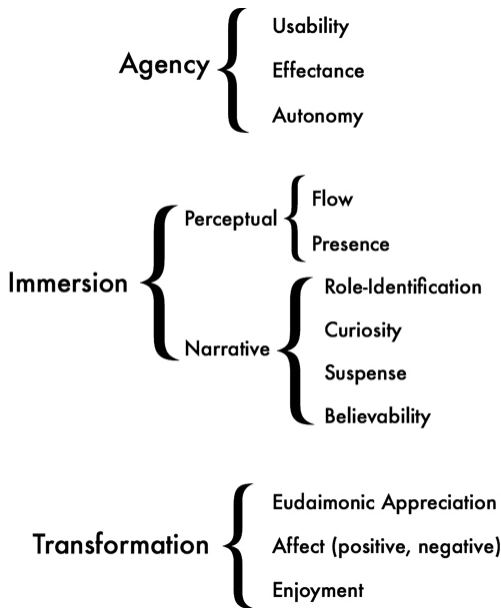 Agency
Usability
Effectance
Autonomy
Immersion
Perceptual
Flow
Presence
Narrative
Role-Identification
Curiosity
Suspense
Believability
Transformation
Eudaimonic Appreciation
Affect (positive, negative)
Enjoyment